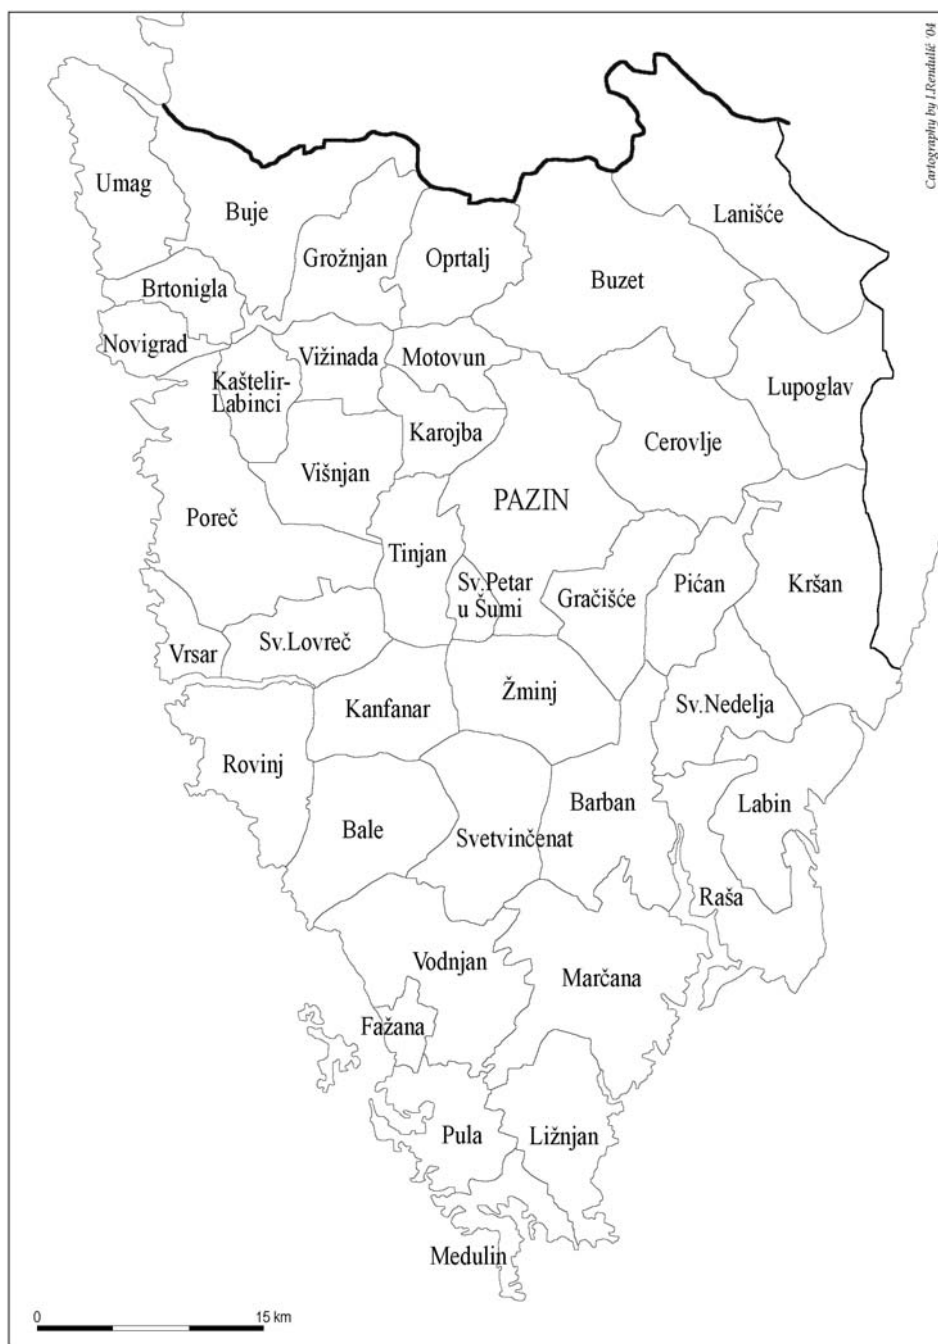 Cartography by I.Rendulić '04
Umag
Buje
Lanišće
Grožnjan
Oprtalj
Buzet
Brtonigla
Novigrad
Vižinada
Motovun
Kaštelir-
Labinci
Lupoglav
Karojba
Cerovlje
Višnjan
PAZIN
Poreč
Tinjan
Sv.Petar
u Šumi
Gračišće
Pićan
Kršan
Vrsar
Sv.Lovreč
Žminj
Kanfanar
Sv.Nedelja
Rovinj
Bale
Svetvinčenat
Barban
Labin
Raša
Vodnjan
Marčana
Fažana
Pula
Ližnjan
Medulin
0 15 km